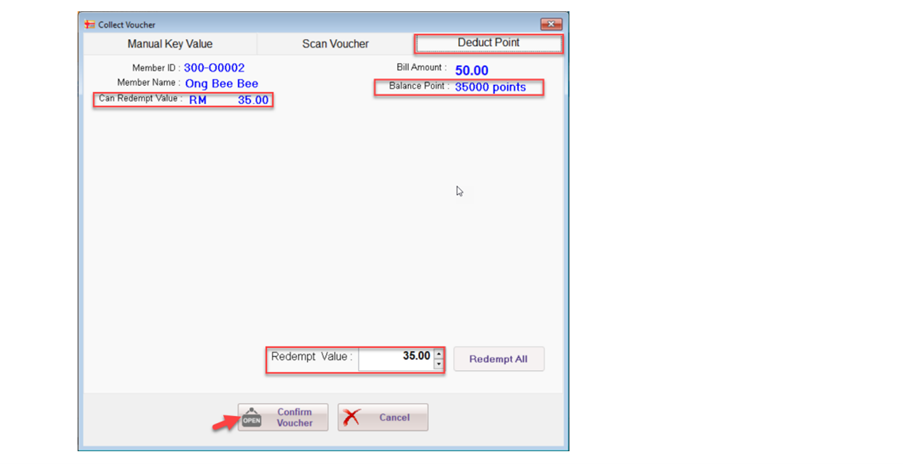 Collect Voucher
Manual Key Value
Scan Voucher
Deduct Point
Member ID : 300-O0002
Bill Amount : 50.00
Member Name : Ong Bee Bee
Balance Point : 35000 points
Can Redempt Value : RM 35.00
Redempt Value : 35.00
Redempt All
OPEN
Confirm
Voucher
Cancel